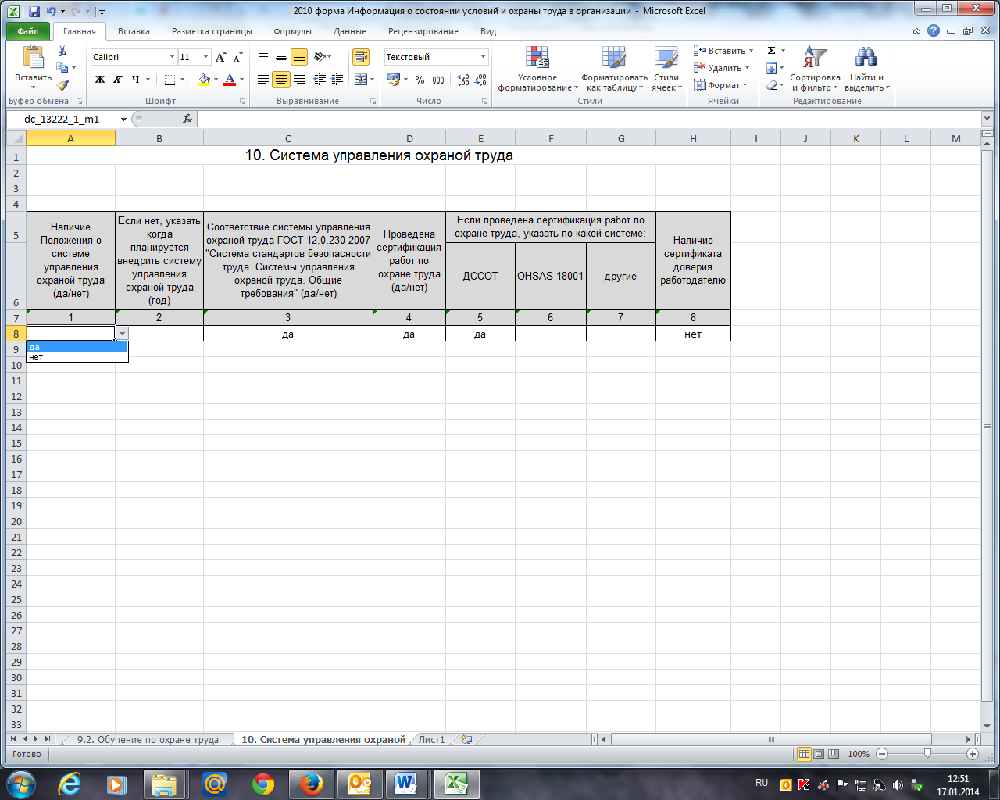 2010 форма Информация о состоянии условий и охраны труда в организации - Microsoft Excel
Файл Главная Вставка Разметка страницы Формулы Данные Рецензирование Вид
Вставить
Буфер обмена
Calibri 11
Ж К Ч
Шрифт
Выравнивание
Текстовый
% 000
Число
Условное форматирование
Форматировать как таблицу
Стили ячеек
Стили
Вставить
Удалить
Формат
Ячейки
Σ
Сортировка и фильтр
Найти и выделить
Редактирование
dc_13222_1_m1 fx
A B C D E F G H I J K L M
1 10. Система управления охраной труда
2
3
4
5
6
Наличие
Положения о
системе
управления
охраной труда
(да/нет)
Если нет, указать
когда
планируется
внедрить систему
управления
охраной труда
(год)
Соответствие системы управления
охраной труда ГОСТ 12.0.230-2007
"Система стандартов безопасности
труда. Системы управления
охраной труда. Общие
требования" (да/нет)
Проведена
сертификация
работ по
охране труда
(да/нет)
Если проведена сертификация работ по
охране труда, указать по какой системе:
ДССОТ OHSAS 18001 другие
Наличие
сертификата
доверия
работодателю
7 1 2 3 4 5 6 7 8
8 да да да нет
да
нет
9
10
11
12
13
14
15
16
17
18
19
20
21
22
23
24
25
26
27
28
29
30
31
32
33
9.2. Обучение по охране труда 10. Система управления охраной Лист1
Готово 100%
RU 12:51
17.01.2014